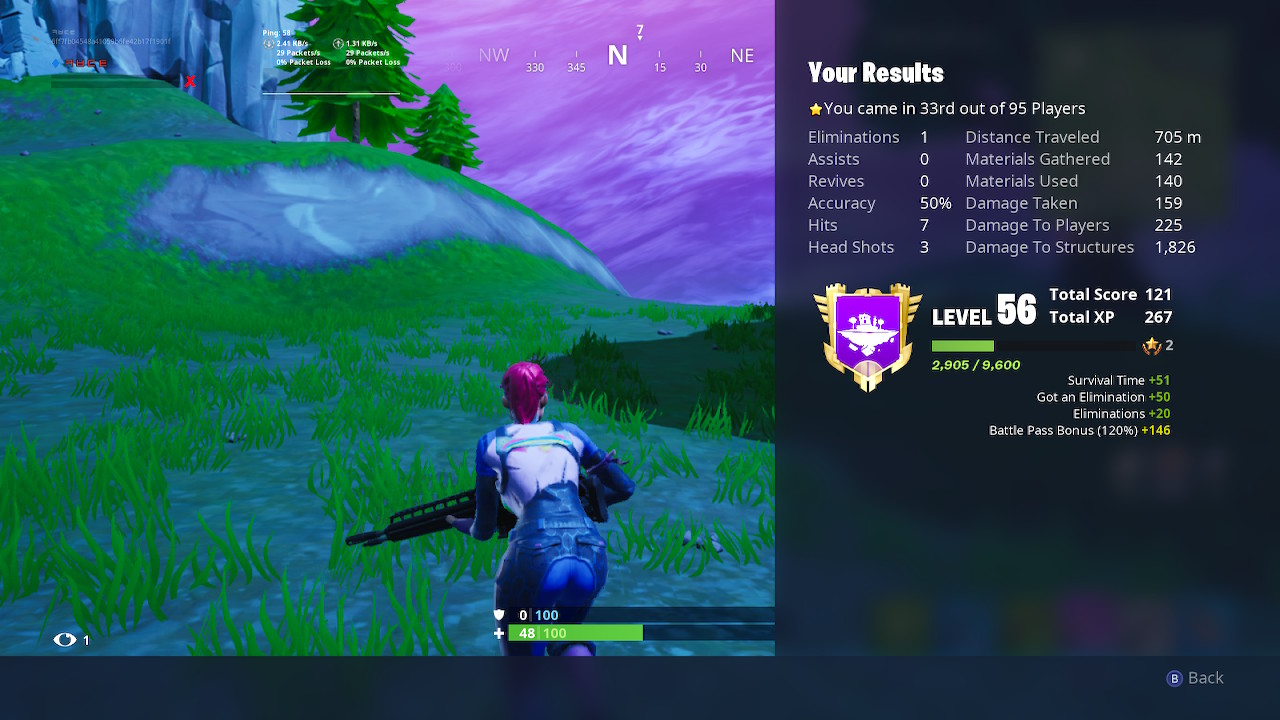 Ping: 58
2.41 KB/s 1.31 KB/s
29 Packets/s 29 Packets/s
0% Packet Loss 0% Packet Loss
7
NW 330 345 N 15 30 NE
Your Results
You came in 33rd out of 95 Players
Eliminations 1 Distance Traveled 705 m
Assists 0 Materials Gathered 142
Revives 0 Materials Used 140
Accuracy 50% Damage Taken 159
Hits 7 Damage To Players 225
Head Shots 3 Damage To Structures 1,826
LEVEL 56
Total Score 121
Total XP 267
2
2,905 / 9,600
Survival Time +51
Got an Elimination +50
Eliminations +20
Battle Pass Bonus (120%) +146
0 | 100
48 | 100
1
B Back